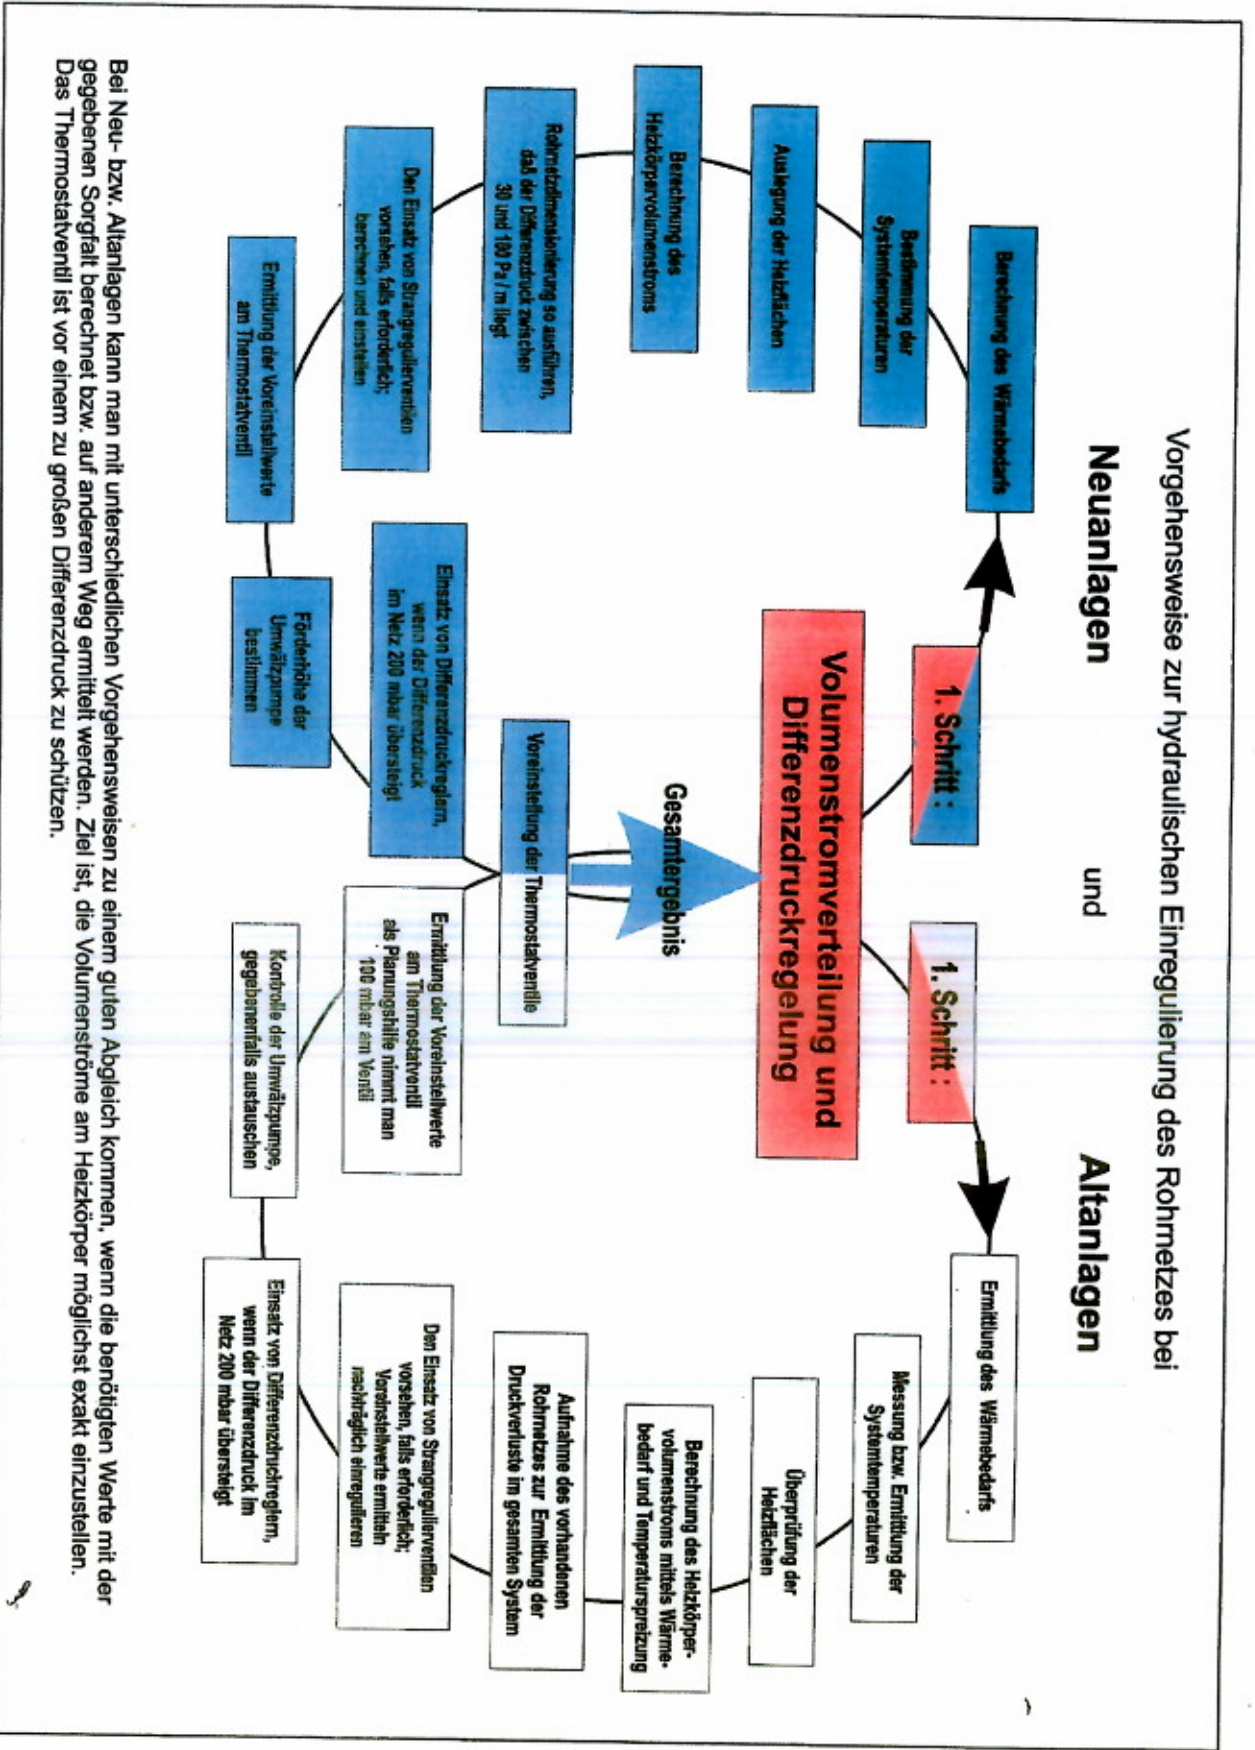 Vorgehensweise zur hydraulischen Einregulierung des Rohrnetzes bei
Neuanlagen
und
Altanlagen
1. Schritt :
1. Schritt :
Volumenstromverteilung und
Differenzdruckregelung
Gesamtergebnis
Berechnung des Wärmebedarfs
Bestimmung der
Systemtemperaturen
Auslegung der Heizflächen
Berechnung des
Heizkörpervolumenstroms
Rohrnetzdimensionierung so ausführen,
daß der Differenzdruck zwischen
30 und 100 Pa / m liegt
Den Einsatz von Strangregulierventilen
vorsehen, falls erforderlich;
berechnen und einstellen
Ermittlung der Voreinstellwerte
am Thermostatventil
Förderhöhe der
Umwälzpumpe
bestimmen
Einsatz von Differenzdruckreglern,
wenn der Differenzdruck
im Netz 200 mbar übersteigt
Voreinstellung der Thermostatventile
Ermittlung des Wärmebedarfs
Messung bzw. Ermittlung der
Systemtemperaturen
Überprüfung der
Heizflächen
Berechnung des Heizkörper-
volumenstroms mittels Wärme-
bedarf und Temperaturspreizung
Aufnahme des vorhandenen
Rohrnetzes zur Ermittlung der
Druckverluste im gesamten System
Den Einsatz von Strangregulierventilen
vorsehen, falls erforderlich;
Voreinstellwerte ermitteln
nachträglich einregulieren
Einsatz von Differenzdruckreglern,
wenn der Differenzdruck im
Netz 200 mbar übersteigt
Kontrolle der Umwälzpumpe,
gegebenenfalls austauschen
Ermittlung der Voreinstellwerte
am Thermostatventil
als Planungshilfe nimmt man
100 mbar am Ventil
Bei Neu- bzw. Altanlagen kann man mit unterschiedlichen Vorgehensweisen zu einem guten Abgleich kommen, wenn die benötigten Werte mit der
gegebenen Sorgfalt berechnet bzw. auf anderem Weg ermittelt werden. Ziel ist, die Volumenströme am Heizkörper möglichst exakt einzustellen.
Das Thermostatventil ist vor einem zu großen Differenzdruck zu schützen.